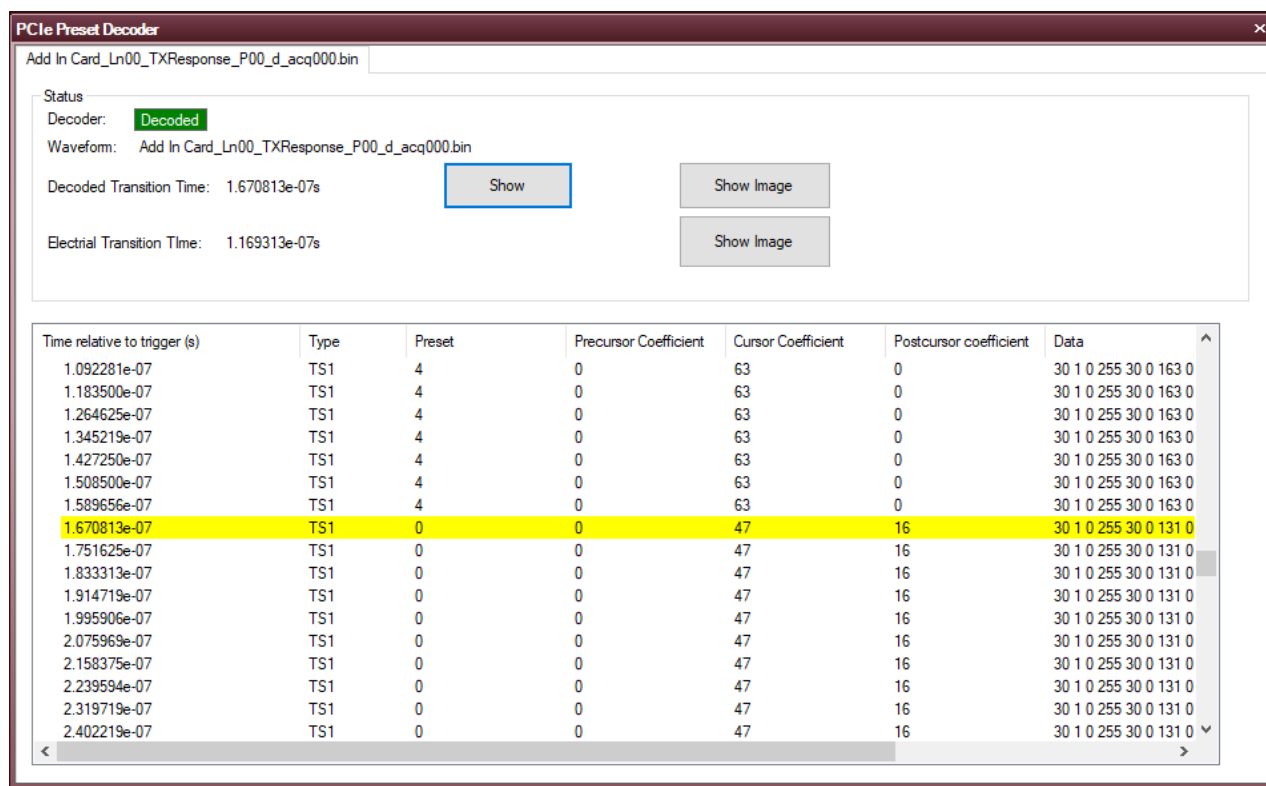 PCIe Preset Decoder
Add In Card_Ln00_TXResponse_P00_d_acq000.bin
Status
Decoder: Decoded
Waveform: Add In Card_Ln00_TXResponse_P00_d_acq000.bin
Decoded Transition Time: 1.670813e-07s Show Show Image
Electrial Transition TIme: 1.169313e-07s Show Image
Time relative to trigger (s) Type Preset Precursor Coefficient Cursor Coefficient Postcursor coefficient Data
1.092281e-07 TS1 4 0 63 0 30 1 0 255 30 0 163 0
1.183500e-07 TS1 4 0 63 0 30 1 0 255 30 0 163 0
1.264625e-07 TS1 4 0 63 0 30 1 0 255 30 0 163 0
1.345219e-07 TS1 4 0 63 0 30 1 0 255 30 0 163 0
1.427250e-07 TS1 4 0 63 0 30 1 0 255 30 0 163 0
1.508500e-07 TS1 4 0 63 0 30 1 0 255 30 0 163 0
1.589656e-07 TS1 4 0 63 0 30 1 0 255 30 0 163 0
1.670813e-07 TS1 0 0 47 16 30 1 0 255 30 0 131 0
1.751625e-07 TS1 0 0 47 16 30 1 0 255 30 0 131 0
1.833313e-07 TS1 0 0 47 16 30 1 0 255 30 0 131 0
1.914719e-07 TS1 0 0 47 16 30 1 0 255 30 0 131 0
1.995906e-07 TS1 0 0 47 16 30 1 0 255 30 0 131 0
2.075969e-07 TS1 0 0 47 16 30 1 0 255 30 0 131 0
2.158375e-07 TS1 0 0 47 16 30 1 0 255 30 0 131 0
2.239594e-07 TS1 0 0 47 16 30 1 0 255 30 0 131 0
2.319719e-07 TS1 0 0 47 16 30 1 0 255 30 0 131 0
2.402219e-07 TS1 0 0 47 16 30 1 0 255 30 0 131 0